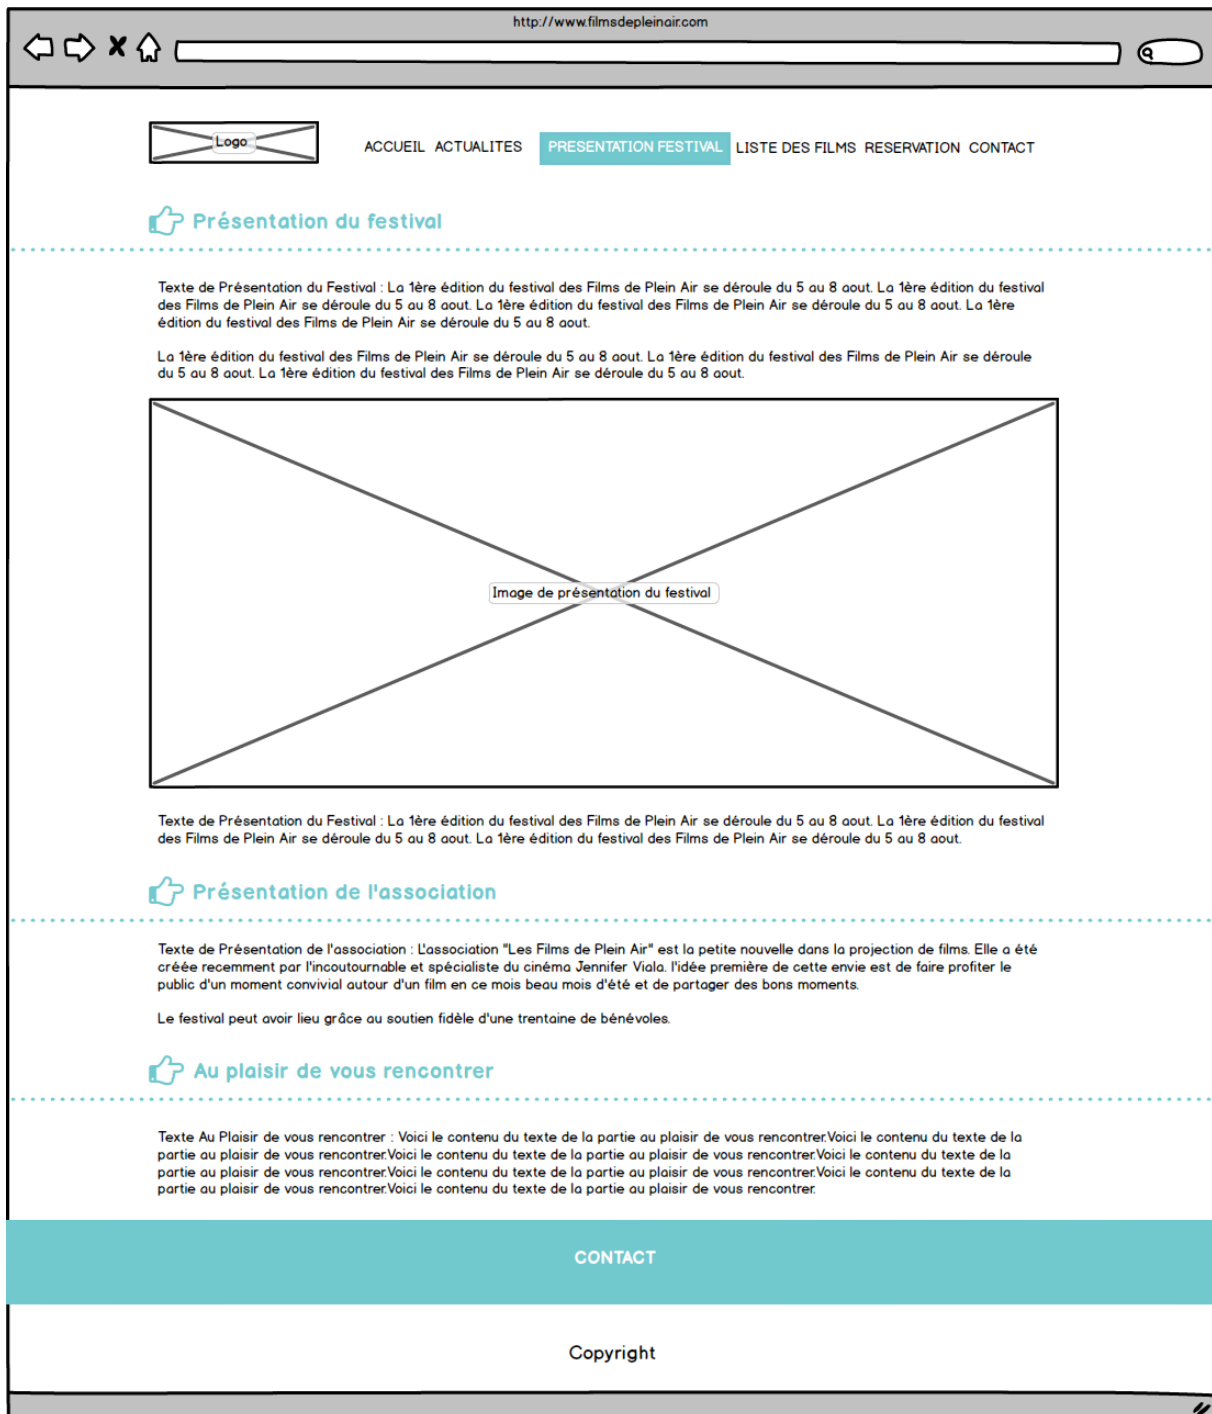 http://www.filmsdepleinair.com
Logo
ACCUEIL ACTUALITES PRESENTATION FESTIVAL LISTE DES FILMS RESERVATION CONTACT
Présentation du festival
Texte de Présentation du Festival : La 1ère édition du festival des Films de Plein Air se déroule du 5 au 8 aout. La 1ère édition du festival
des Films de Plein Air se déroule du 5 au 8 aout. La 1ère édition du festival des Films de Plein Air se déroule du 5 au 8 aout. La 1ère
édition du festival des Films de Plein Air se déroule du 5 au 8 aout.
La 1ère édition du festival des Films de Plein Air se déroule du 5 au 8 aout. La 1ère édition du festival des Films de Plein Air se déroule
du 5 au 8 aout. La 1ère édition du festival des Films de Plein Air se déroule du 5 au 8 aout.
Image de présentation du festival
Texte de Présentation du Festival : La 1ère édition du festival des Films de Plein Air se déroule du 5 au 8 aout. La 1ère édition du festival
des Films de Plein Air se déroule du 5 au 8 aout. La 1ère édition du festival des Films de Plein Air se déroule du 5 au 8 aout.
Présentation de l'association
Texte de Présentation de l'association : L'association "Les Films de Plein Air" est la petite nouvelle dans la projection de films. Elle a été
créée recemment par l'incoutournable et spécialiste du cinéma Jennifer Viala. l'idée première de cette envie est de faire profiter le
public d'un moment convivial autour d'un film en ce mois beau mois d'été et de partager des bons moments.
Le festival peut avoir lieu grâce au soutien fidèle d'une trentaine de bénévoles.
Au plaisir de vous rencontrer
Texte Au Plaisir de vous rencontrer : Voici le contenu du texte de la partie au plaisir de vous rencontrer.Voici le contenu du texte de la
partie au plaisir de vous rencontrer.Voici le contenu du texte de la partie au plaisir de vous rencontrer.Voici le contenu du texte de la
partie au plaisir de vous rencontrer.Voici le contenu du texte de la partie au plaisir de vous rencontrer.Voici le contenu du texte de la
partie au plaisir de vous rencontrer.Voici le contenu du texte de la partie au plaisir de vous rencontrer.
CONTACT
Copyright